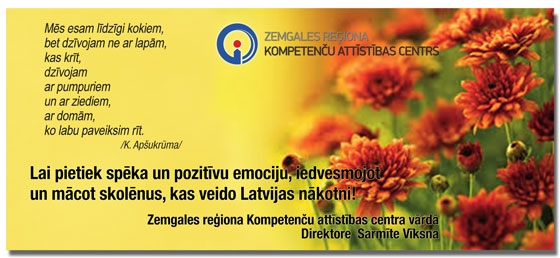 Mēs esam līdzīgi kokiem,
bet dzīvojam ne ar lapām,
kas krīt,
dzīvojam
ar pumpuriem
un ar ziediem,
ar domām,
ko labu paveiksim rīt.
/K. Apšukrūma/
ZEMGALES REĢIONA
KOMPETENČU ATTĪSTĪBAS CENTRS
Lai pietiek spēka un pozitīvu emociju, iedvesmojot
un mācot skolēnus, kas veido Latvijas nākotni!
Zemgales reģiona Kompetenču attīstības centra vārdā
Direktore Sarmīte Vīksna